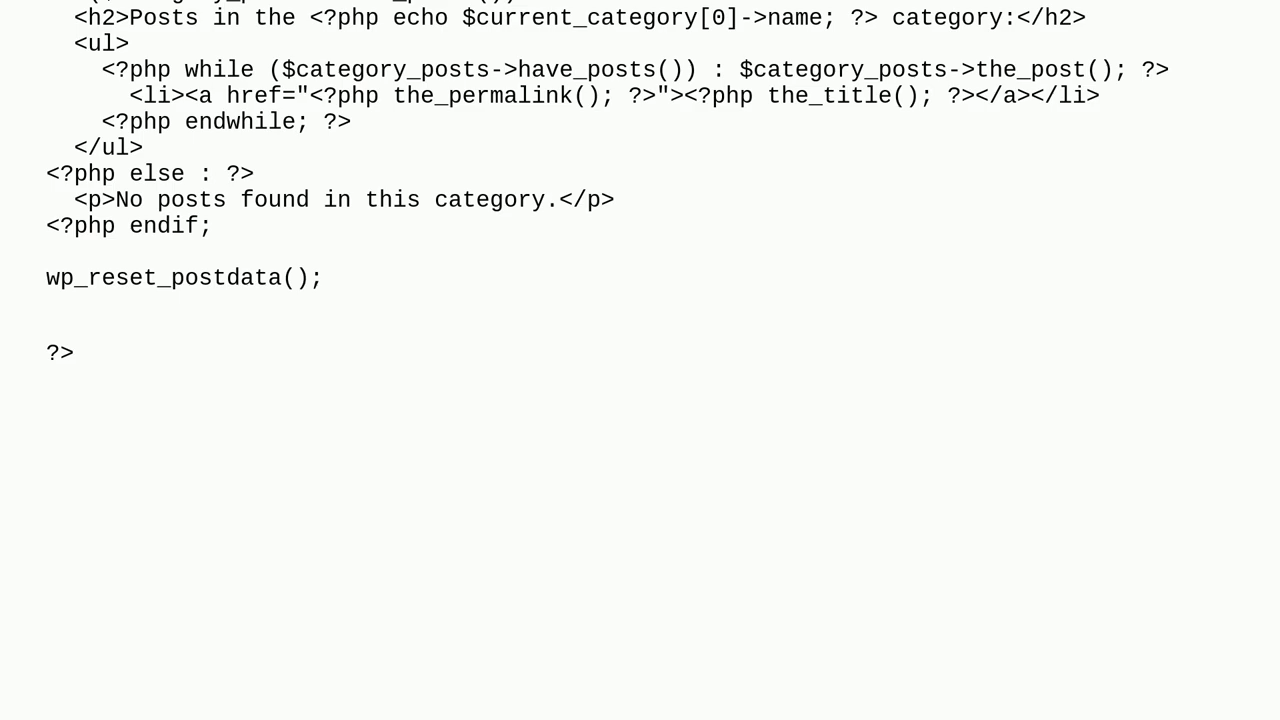 <h2>Posts in the <?php echo $current_category[0]->name; ?> category:</h2>
<ul>
<?php while ($category_posts->have_posts()) : $category_posts->the_post(); ?>
<li><a href="<?php the_permalink(); ?>"><?php the_title(); ?></a></li>
<?php endwhile; ?>
</ul>
<?php else : ?>
<p>No posts found in this category.</p>
<?php endif;
wp_reset_postdata();
?>